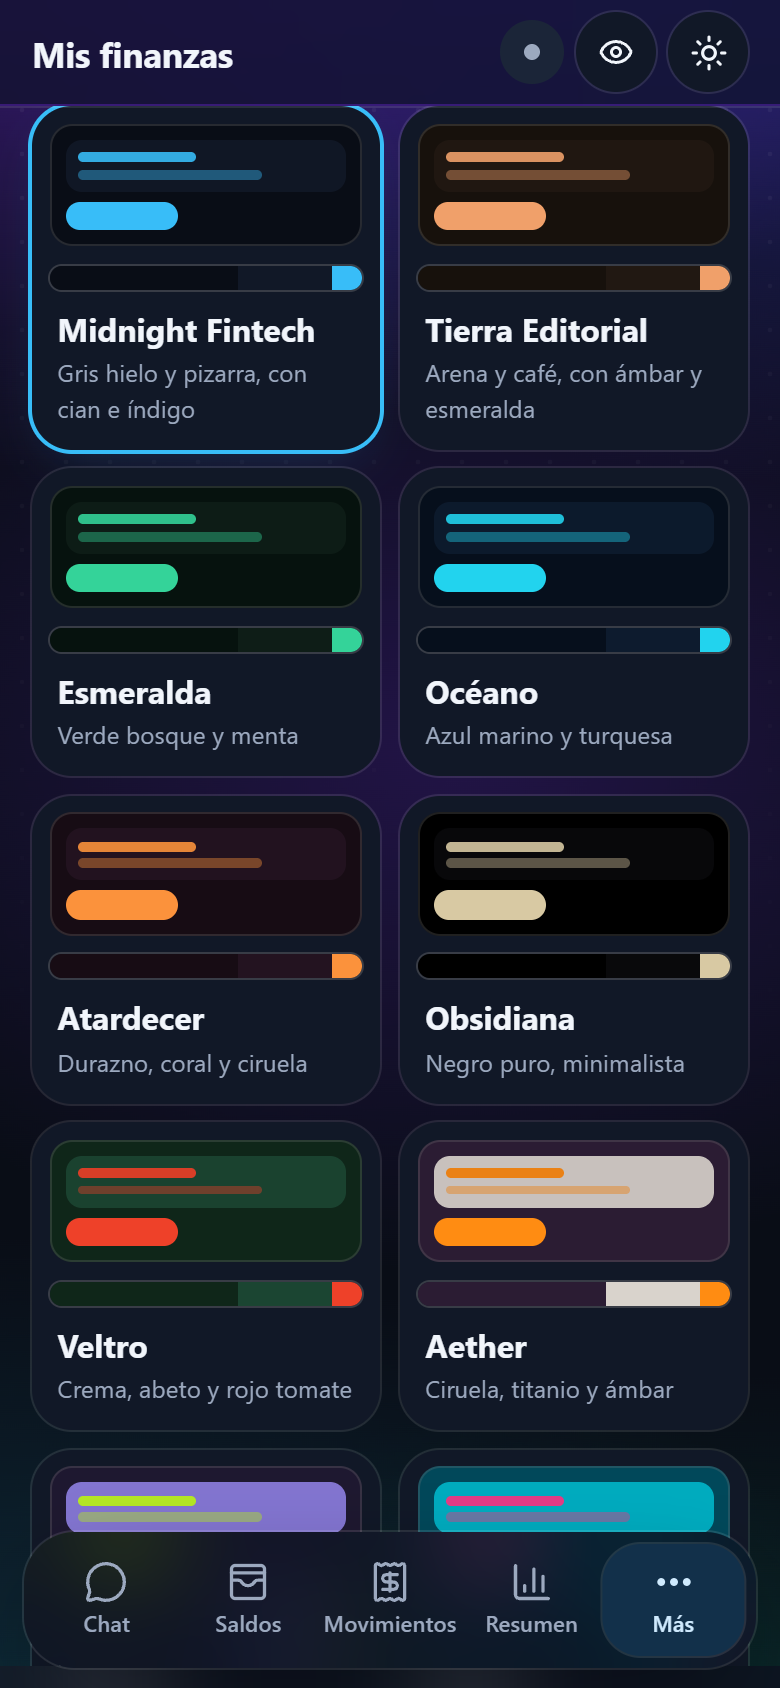 Mis finanzas
Midnight Fintech
Gris hielo y pizarra, con
cian e índigo
Tierra Editorial
Arena y café, con ámbar y
esmeralda
Esmeralda
Verde bosque y menta
Océano
Azul marino y turquesa
Atardecer
Durazno, coral y ciruela
Obsidiana
Negro puro, minimalista
Veltro
Crema, abeto y rojo tomate
Aether
Ciruela, titanio y ámbar
Chat
Saldos
Movimientos
Resumen
Más